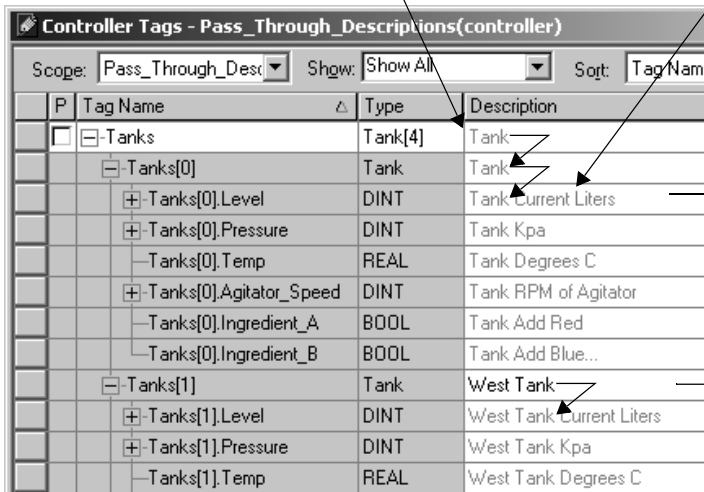 Controller Tags - Pass_Through_Descriptions(controller)
Scope: Pass_Through_Desc Show: Show All Sort: Tag Nam
P Tag Name Type Description
Tanks Tank[4] Tank
Tanks[0] Tank Tank
Tanks[0].Level DINT Tank Current Liters
Tanks[0].Pressure DINT Tank Kpa
Tanks[0].Temp REAL Tank Degrees C
Tanks[0].Agitator_Speed DINT Tank RPM of Agitator
Tanks[0].Ingredient_A BOOL Tank Add Red
Tanks[0].Ingredient_B BOOL Tank Add Blue...
Tanks[1] Tank West Tank
Tanks[1].Level DINT West Tank Current Liters
Tanks[1].Pressure DINT West Tank Kpa
Tanks[1].Temp REAL West Tank Degrees C